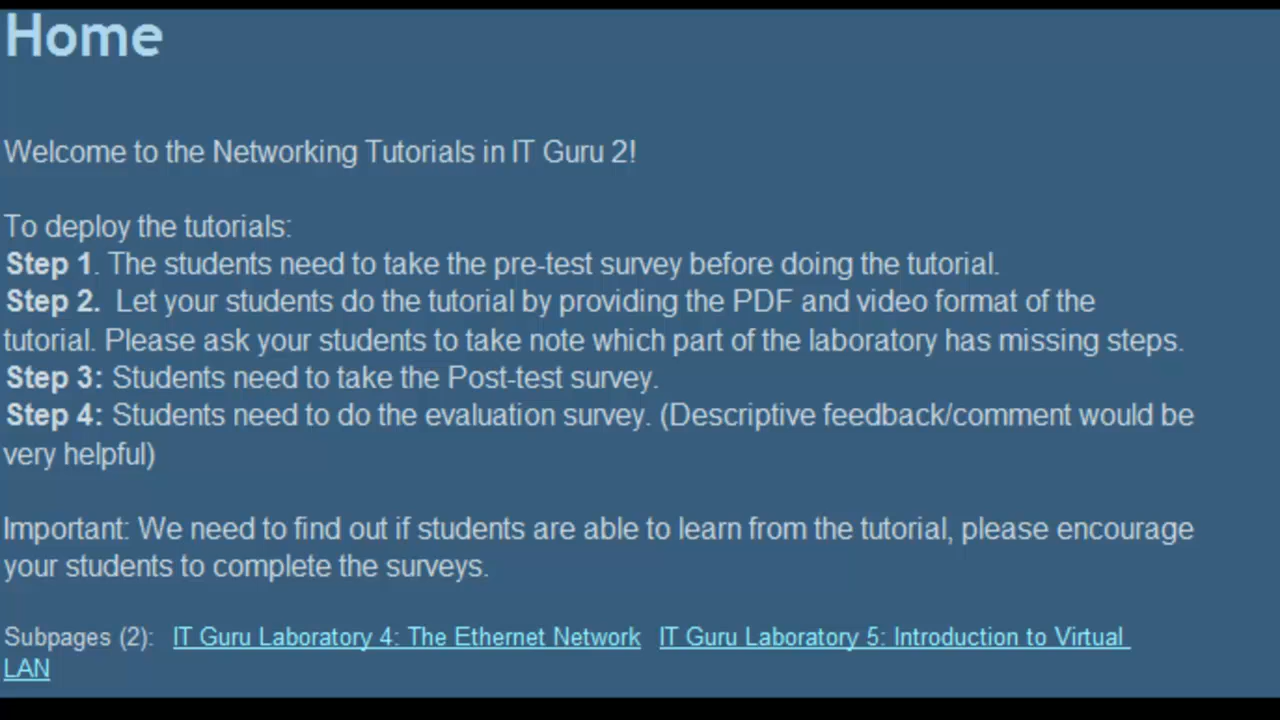 Home
Welcome to the Networking Tutorials in IT Guru 2!
To deploy the tutorials:
Step 1. The students need to take the pre-test survey before doing the tutorial.
Step 2.  Let your students do the tutorial by providing the PDF and video format of the
tutorial. Please ask your students to take note which part of the laboratory has missing steps.
Step 3: Students need to take the Post-test survey.
Step 4: Students need to do the evaluation survey. (Descriptive feedback/comment would be
very helpful)
Important: We need to find out if students are able to learn from the tutorial, please encourage
your students to complete the surveys.
Subpages (2):  IT Guru Laboratory 4: The Ethernet Network  IT Guru Laboratory 5: Introduction to Virtual
LAN